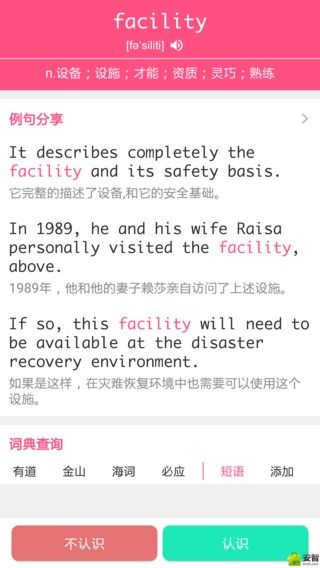 facility
[fəˈsiliti]
n.设备；设施；才能；资质；灵巧；熟练
例句分享
It describes completely the
facility and its safety basis.
它完整的描述了设备,和它的安全基础。
In 1989, he and his wife Raisa
personally visited the facility,
above.
1989年，他和他的妻子赖莎亲自访问了上述设施。
If so, this facility will need to
be available at the disaster
recovery environment.
如果是这样，在灾难恢复环境中也需要可以使用这个
设施。
词典查询
有道 金山 海词 必应 短语 添加
不认识 认识
安智